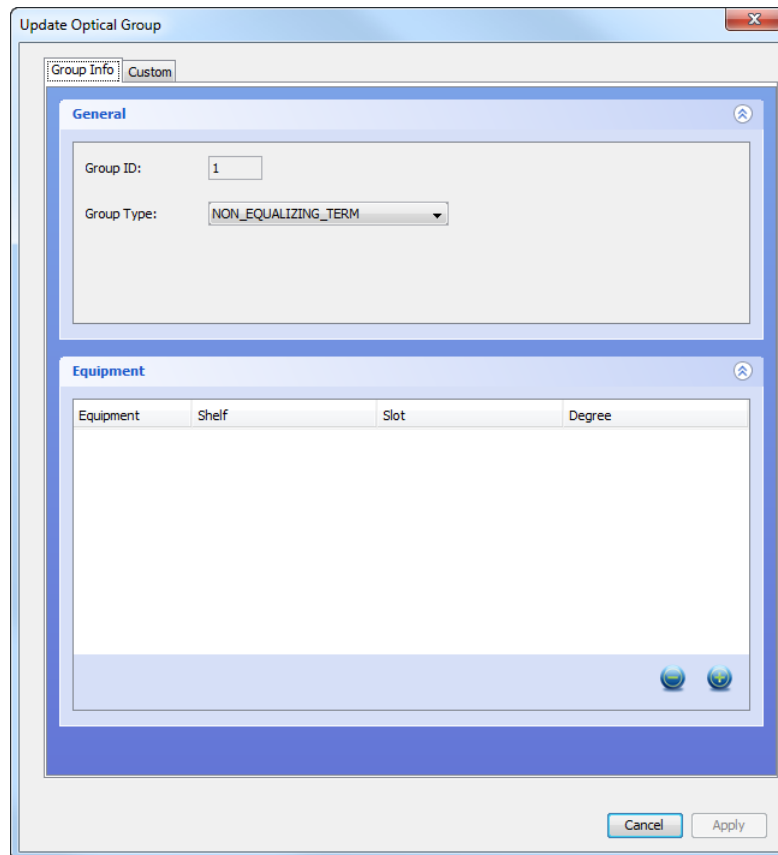 Update Optical Group
Group Info Custom
General
Group ID: 1
Group Type: NON_EQUALIZING_TERM
Equipment
Equipment Shelf Slot Degree
Cancel Apply